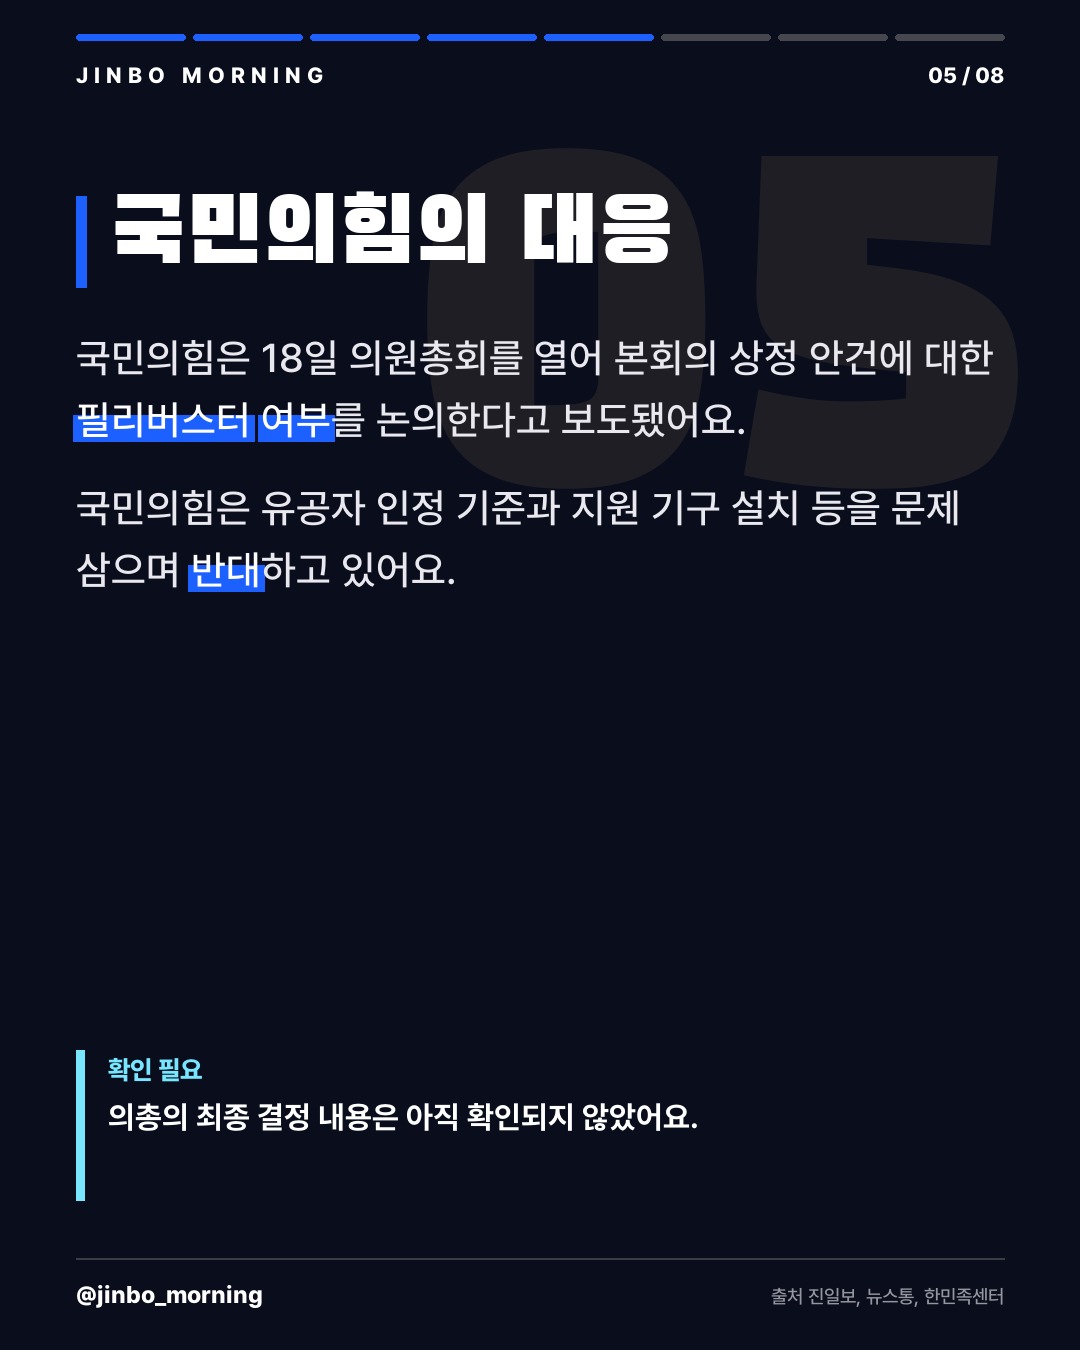 JINBO MORNING
05 / 08
05
국민의힘의 대응
국민의힘은 18일 의원총회를 열어 본회의 상정 안건에 대한
필리버스터 여부를 논의한다고 보도됐어요.
국민의힘은 유공자 인정 기준과 지원 기구 설치 등을 문제
삼으며 반대하고 있어요.
확인 필요
의총의 최종 결정 내용은 아직 확인되지 않았어요.
@jinbo_morning
출처 진일보, 뉴스통, 한민족센터